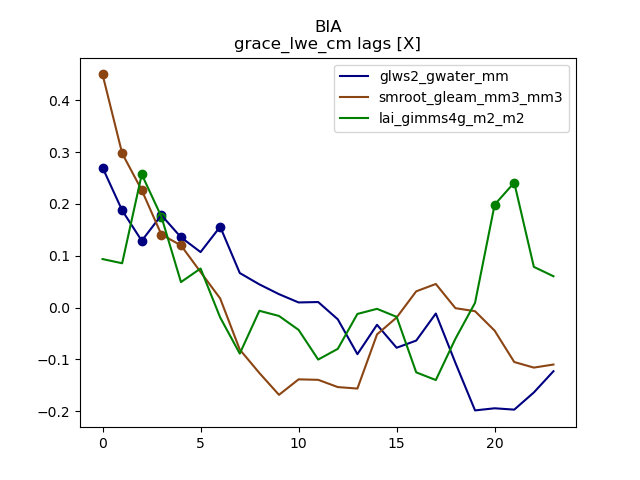 BIA
grace_lwe_cm lags [X]
glws2_gwater_mm
smroot_gleam_mm3_mm3
lai_gimms4g_m2_m2
0.4
0.3
0.2
0.1
0.0
−0.1
−0.2
0 5 10 15 20